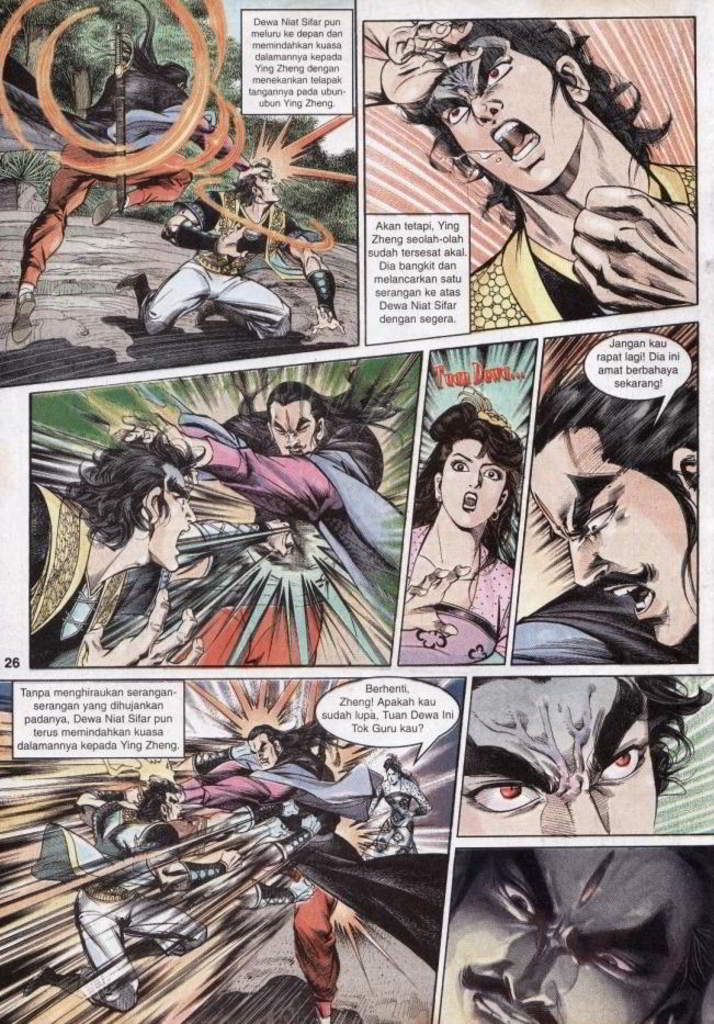 Dewa Niat Sifar pun
meluru ke depan dan
memindahkan kuasa
dalamannya kepada
Ying Zheng dengan
menekankan telapak
tangannya pada ubun-
ubun Ying Zheng.
Akan tetapi, Ying
Zheng seolah-olah
sudah tersesat akal.
Dia bangkit dan
melancarkan satu
serangan ke atas
Dewa Niat Sifar
dengan segera.
Tuan Dewa...
Jangan kau
rapat lagi! Dia ini
amat berbahaya
sekarang!
26
Tanpa menghiraukan serangan-
serangan yang dihujankan
padanya, Dewa Niat Sifar pun
terus memindahkan kuasa
dalamannya kepada Ying Zheng.
Berhenti,
Zheng! Apakah kau
sudah lupa, Tuan Dewa Ini
Tok Guru kau?